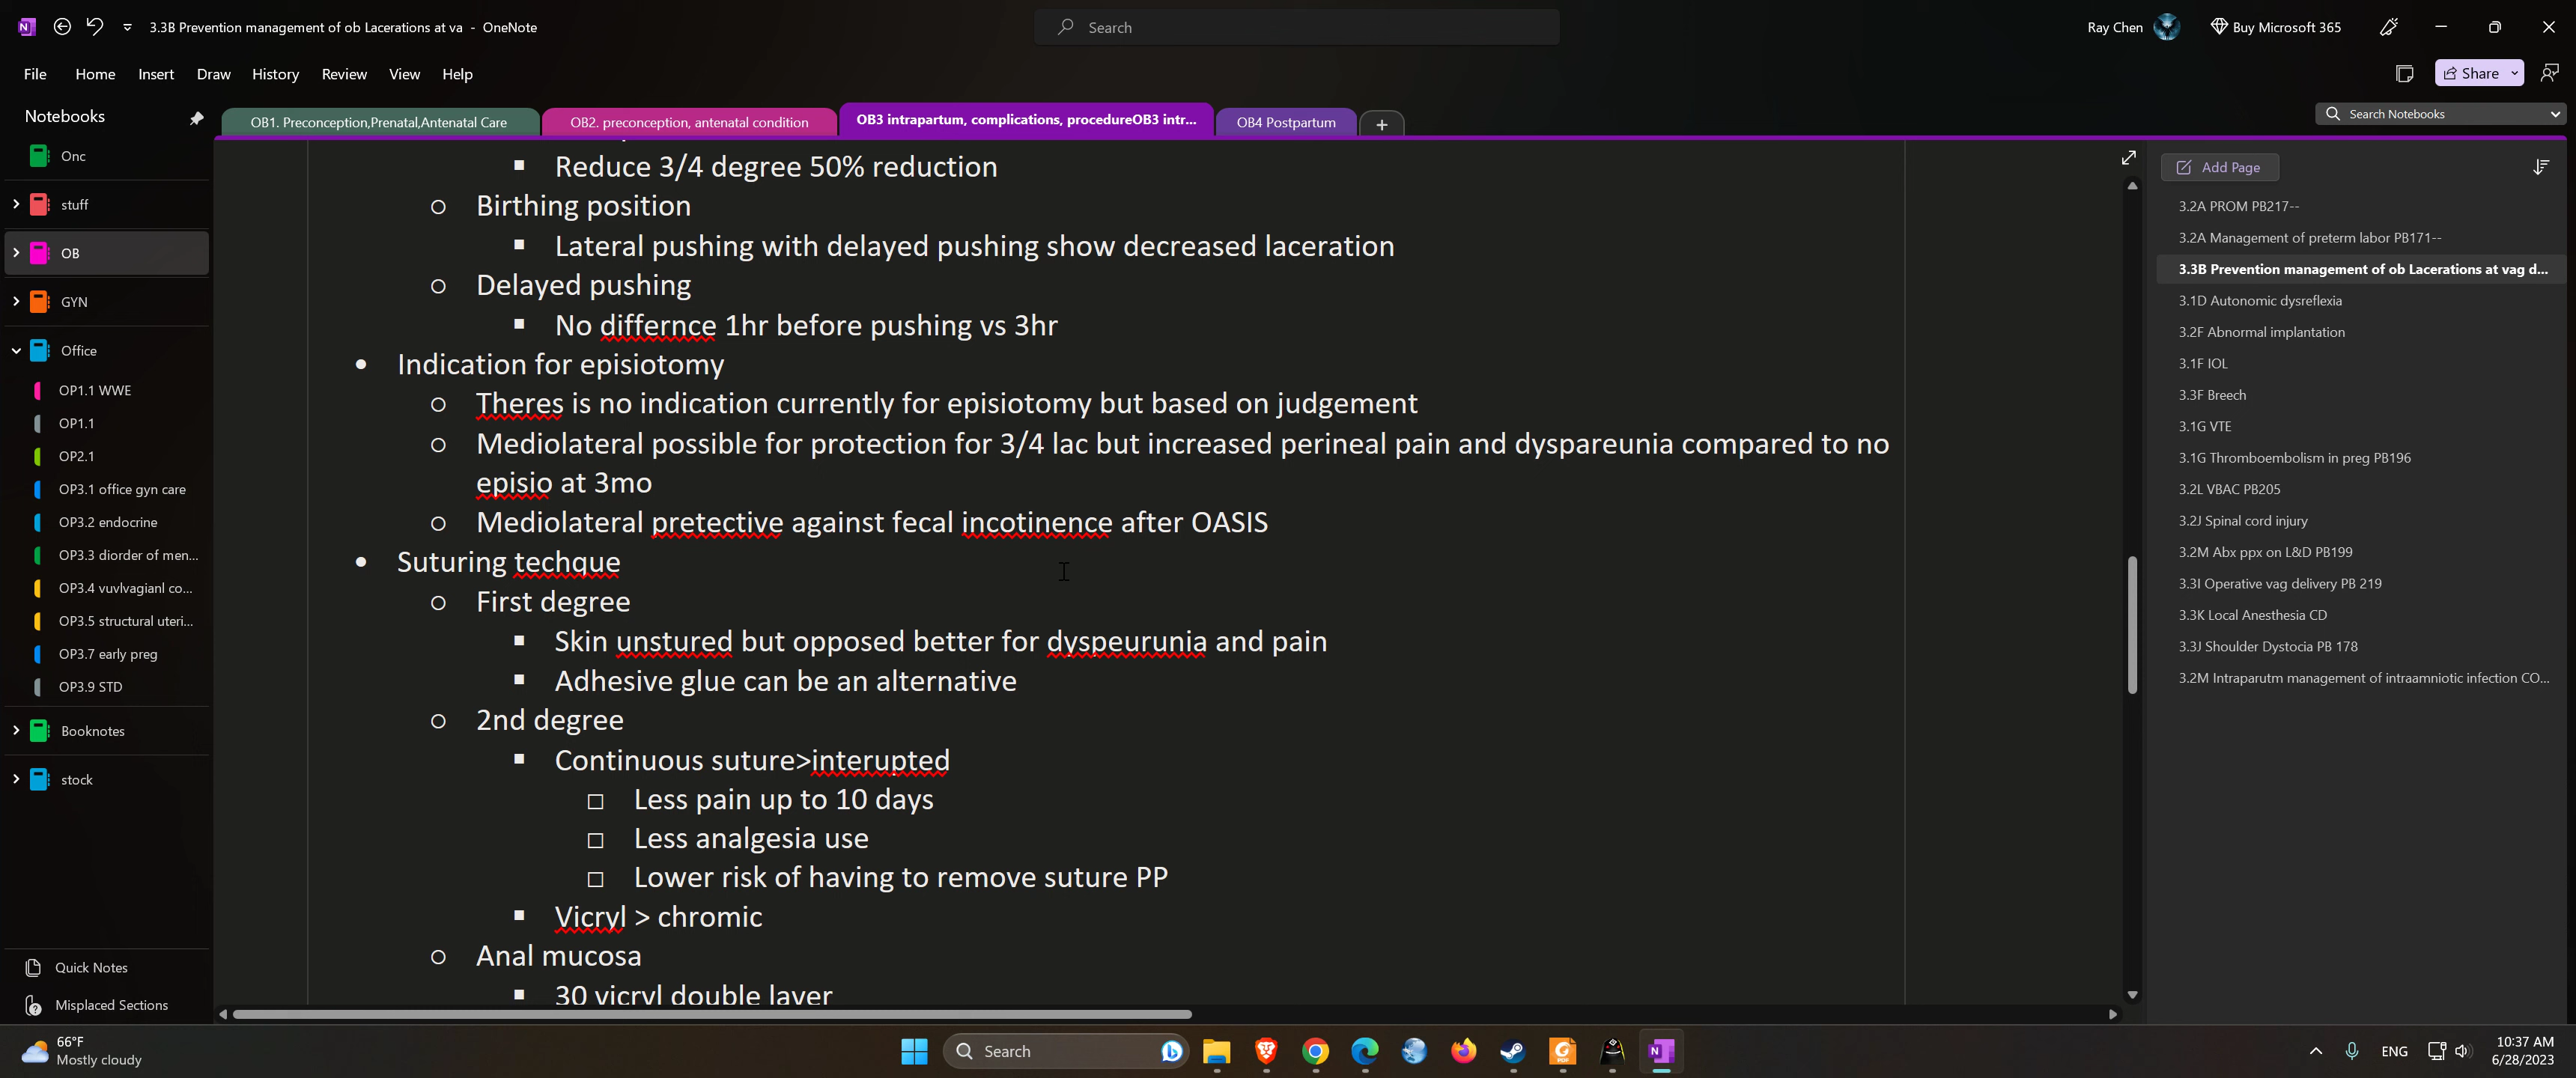 3.3B Prevention management of ob Lacerations at va - OneNote
Search
Ray Chen
Buy Microsoft 365
File Home Insert Draw History Review View Help
Share
Notebooks
OB1. Preconception,Prenatal,Antenatal Care
OB2. preconception, antenatal condition
OB3 intrapartum, complications, procedureOB3 intr...
OB4 Postpartum
+
Search Notebooks
Onc
stuff
OB
GYN
Office
OP1.1 WWE
OP1.1
OP2.1
OP3.1 office gyn care
OP3.2 endocrine
OP3.3 diorder of men...
OP3.4 vuvlvagianl co...
OP3.5 structural uteri...
OP3.7 early preg
OP3.9 STD
Booknotes
stock
Quick Notes
Misplaced Sections
Reduce 3/4 degree 50% reduction
Birthing position
Lateral pushing with delayed pushing show decreased laceration
Delayed pushing
No differnce 1hr before pushing vs 3hr
Indication for episiotomy
Theres is no indication currently for episiotomy but based on judgement
Mediolateral possible for protection for 3/4 lac but increased perineal pain and dyspareunia compared to no
episio at 3mo
Mediolateral pretective against fecal incotinence after OASIS
Suturing techque
First degree
Skin unstured but opposed better for dyspeurunia and pain
Adhesive glue can be an alternative
2nd degree
Continuous suture>interupted
Less pain up to 10 days
Less analgesia use
Lower risk of having to remove suture PP
Vicryl > chromic
Anal mucosa
30 vicryl double layer
Add Page
3.2A PROM PB217--
3.2A Management of preterm labor PB171--
3.3B Prevention management of ob Lacerations at vag d...
3.1D Autonomic dysreflexia
3.2F Abnormal implantation
3.1F IOL
3.3F Breech
3.1G VTE
3.1G Thromboembolism in preg PB196
3.2L VBAC PB205
3.2J Spinal cord injury
3.2M Abx ppx on L&D PB199
3.3I Operative vag delivery PB 219
3.3K Local Anesthesia CD
3.3J Shoulder Dystocia PB 178
3.2M Intraparutm management of intraamniotic infection CO...
66°F
Mostly cloudy
Search
ENG
10:37 AM
6/28/2023